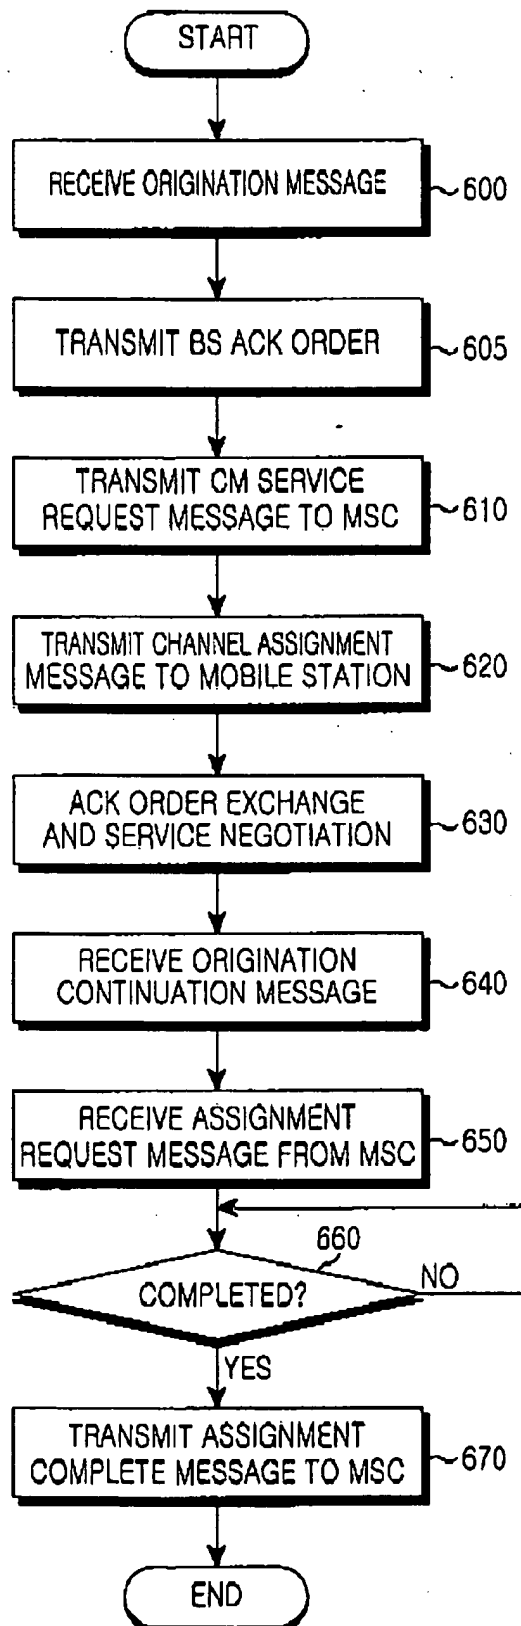 START
RECEIVE ORIGINATION MESSAGE
600
TRANSMIT BS ACK ORDER
605
TRANSMIT CM SERVICE
REQUEST MESSAGE TO MSC
610
TRANSMIT CHANNEL ASSIGNMENT
MESSAGE TO MOBILE STATION
620
ACK ORDER EXCHANGE
AND SERVICE NEGOTIATION
630
RECEIVE ORIGINATION
CONTINUATION MESSAGE
640
RECEIVE ASSIGNMENT
REQUEST MESSAGE FROM MSC
650
660
COMPLETED?
NO
YES
TRANSMIT ASSIGNMENT
COMPLETE MESSAGE TO MSC
670
END